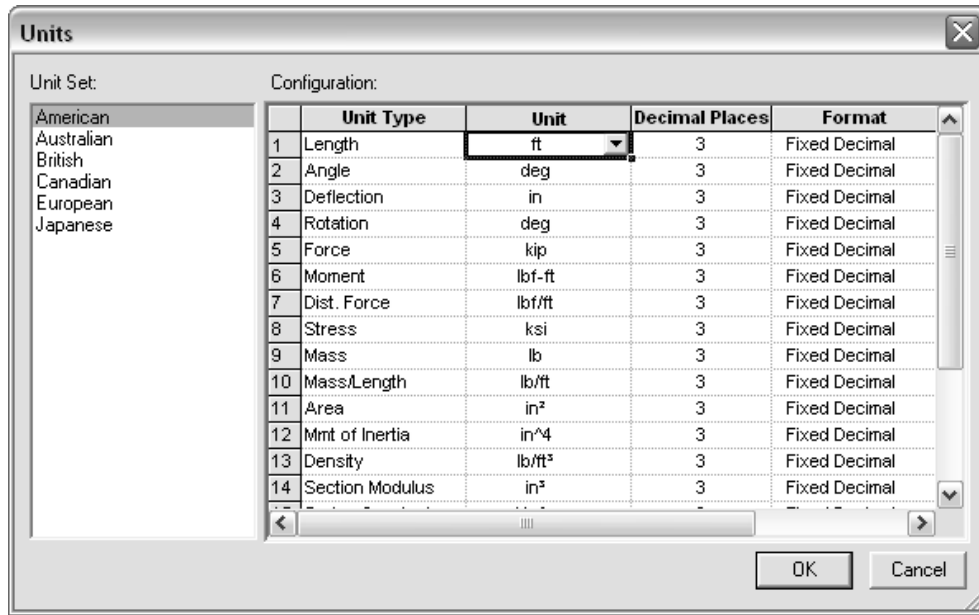 Units
Unit Set: Configuration:
American
Australian
British
Canadian
European
Japanese
Unit Type Unit Decimal Places Format
1 Length ft 3 Fixed Decimal
2 Angle deg 3 Fixed Decimal
3 Deflection in 3 Fixed Decimal
4 Rotation deg 3 Fixed Decimal
5 Force kip 3 Fixed Decimal
6 Moment lbf-ft 3 Fixed Decimal
7 Dist. Force lbf/ft 3 Fixed Decimal
8 Stress ksi 3 Fixed Decimal
9 Mass lb 3 Fixed Decimal
10 Mass/Length lb/ft 3 Fixed Decimal
11 Area in² 3 Fixed Decimal
12 Mmt of Inertia in^4 3 Fixed Decimal
13 Density lb/ft³ 3 Fixed Decimal
14 Section Modulus in³ 3 Fixed Decimal
OK Cancel